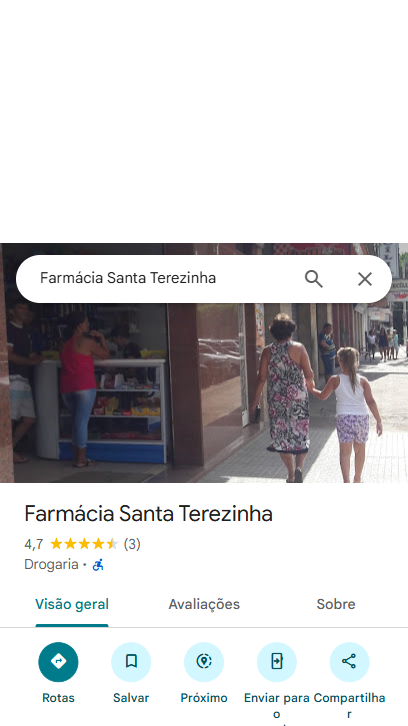 Farmácia Santa Terezinha
Farmácia Santa Terezinha
4,7 (3)
Drogaria ·
Visão geral Avaliações Sobre
Rotas Salvar Próximo Enviar para o Compartilhar